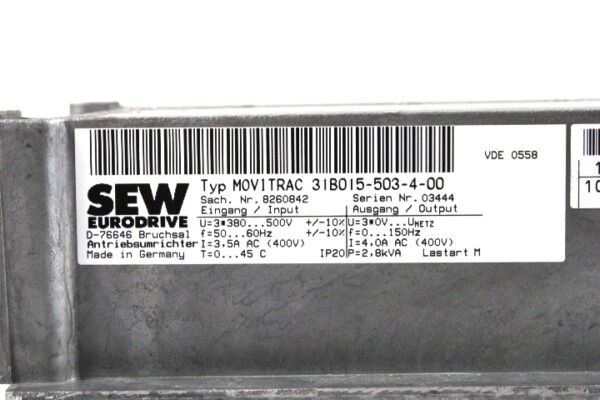 VDE 0558
Typ MOVITRAC 31B015-503-4-00
SEW
EURODRIVE
D-76646 Bruchsal
Antriebsumrichter
Made in Germany
Sach. Nr. 8260842 Serien Nr. 03444
Eingang / Input Ausgang / Output
U=3*380...500V +/-10% U=3*0V...UNETZ
f=50...60Hz +/-10% f=0...150Hz
I=3.5A AC (400V) I=4.0A AC (400V)
T=0...45 C IP20 P=2.8kVA Lastart M
1
10